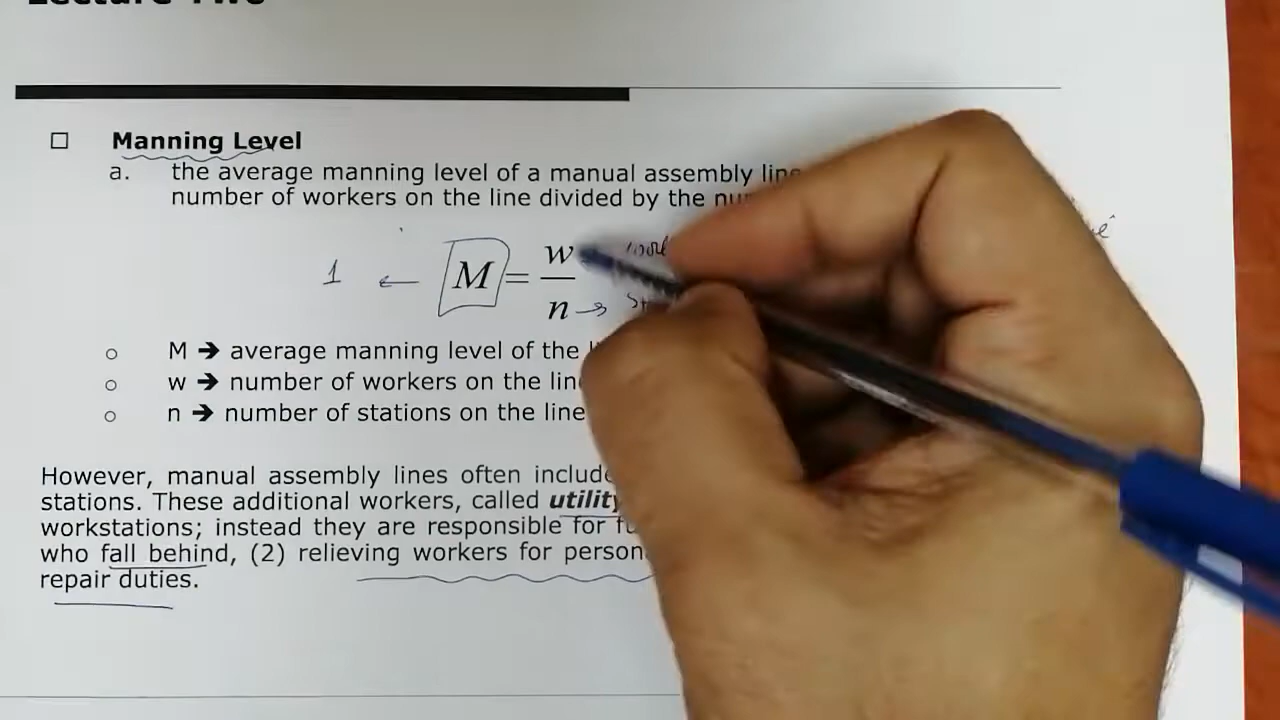 Lecture Two
Manning Level
a. the average manning level of a manual assembly line
number of workers on the line divided by the
1 ← M = w
n →
M → average manning level of the
w → number of workers on the line
n → number of stations on the line
However, manual assembly lines often include
stations. These additional workers, called utility
workstations; instead they are responsible for
who fall behind, (2) relieving workers for
repair duties.